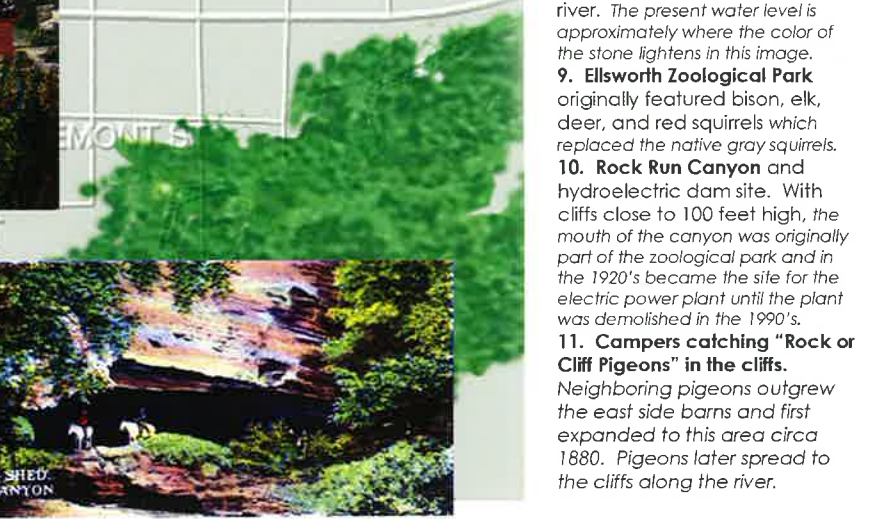 EMONT S
SHED
ANYON
river. The present water level is
approximately where the color of
the stone lightens in this image.
9. Ellsworth Zoological Park
originally featured bison, elk,
deer, and red squirrels which
replaced the native gray squirrels.
10. Rock Run Canyon and
hydroelectric dam site. With
cliffs close to 100 feet high, the
mouth of the canyon was originally
part of the zoological park and in
the 1920's became the site for the
electric power plant until the plant
was demolished in the 1990's.
11. Campers catching "Rock or
Cliff Pigeons" in the cliffs.
Neighboring pigeons outgrew
the east side barns and first
expanded to this area circa
1880. Pigeons later spread to
the cliffs along the river.